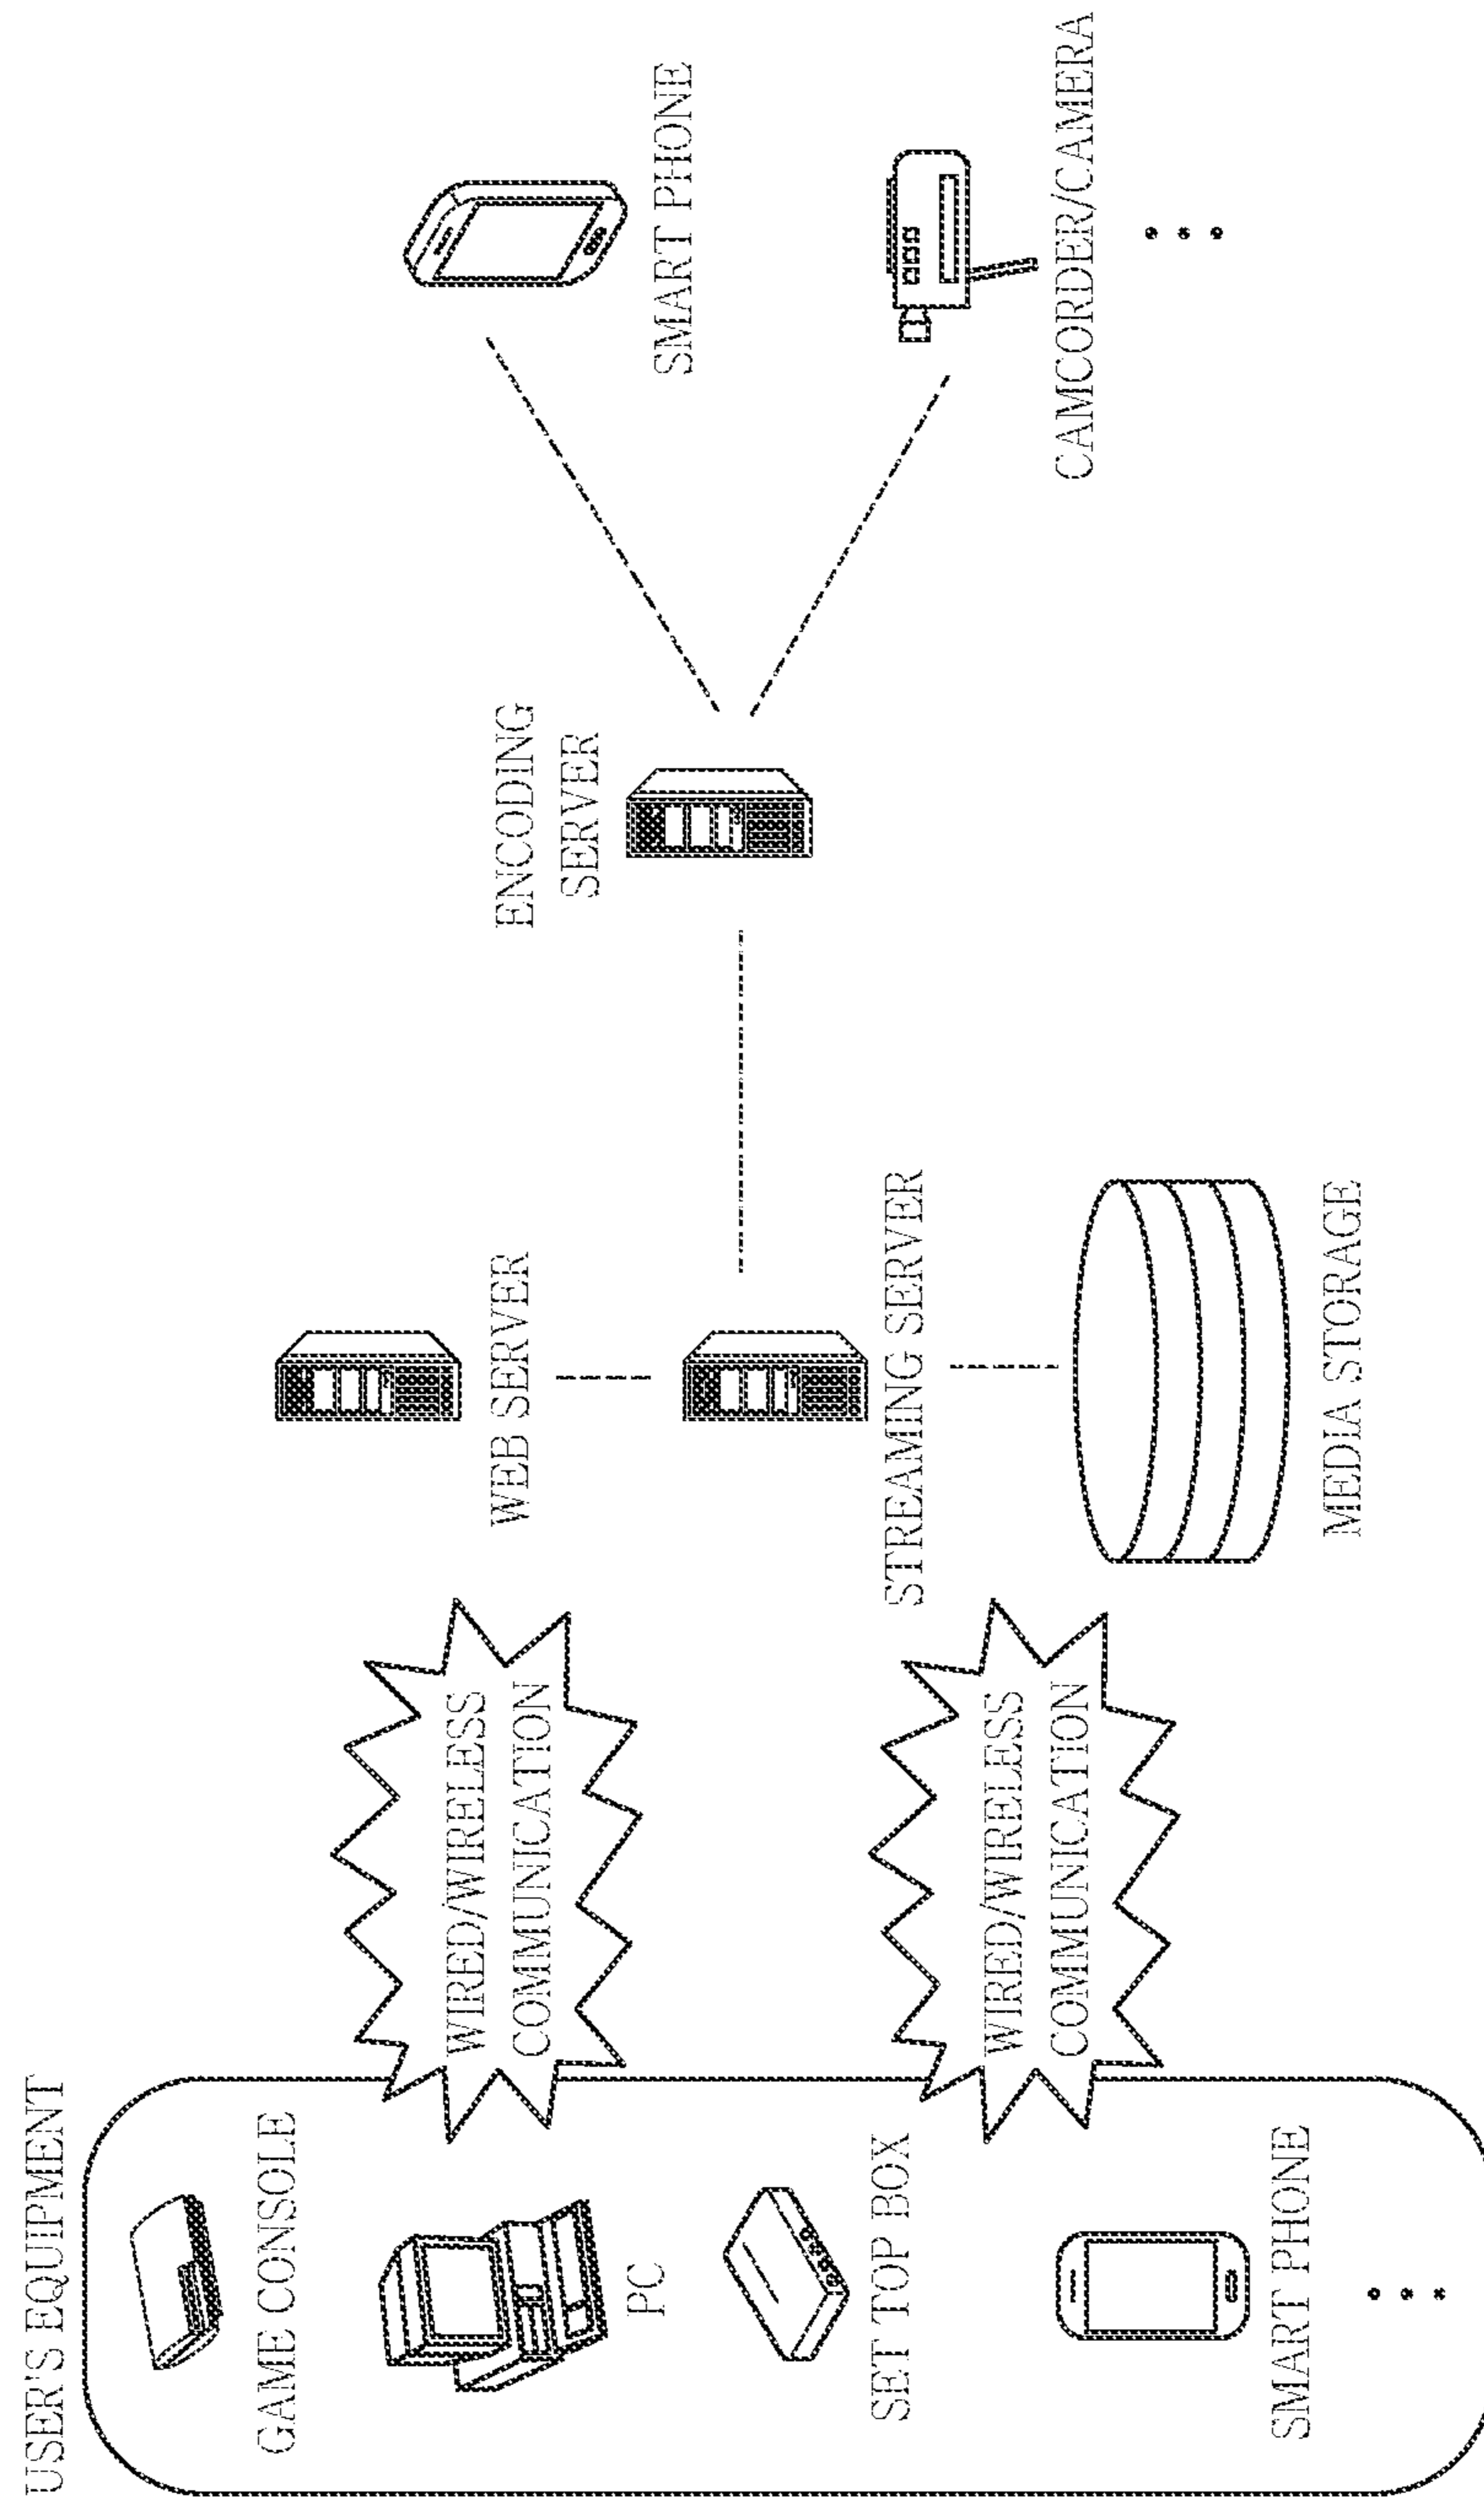 USER'S EQUIPMENT
GAME CONSOLE
PC
SET TOP BOX
SMART PHONE
WIRED/WIRELESS
COMMUNICATION
WIRED/WIRELESS
COMMUNICATION
WEB SERVER
STREAMING SERVER
MEDIA STORAGE
ENCODING
SERVER
SMART PHONE
CAMCORDER/CAMERA